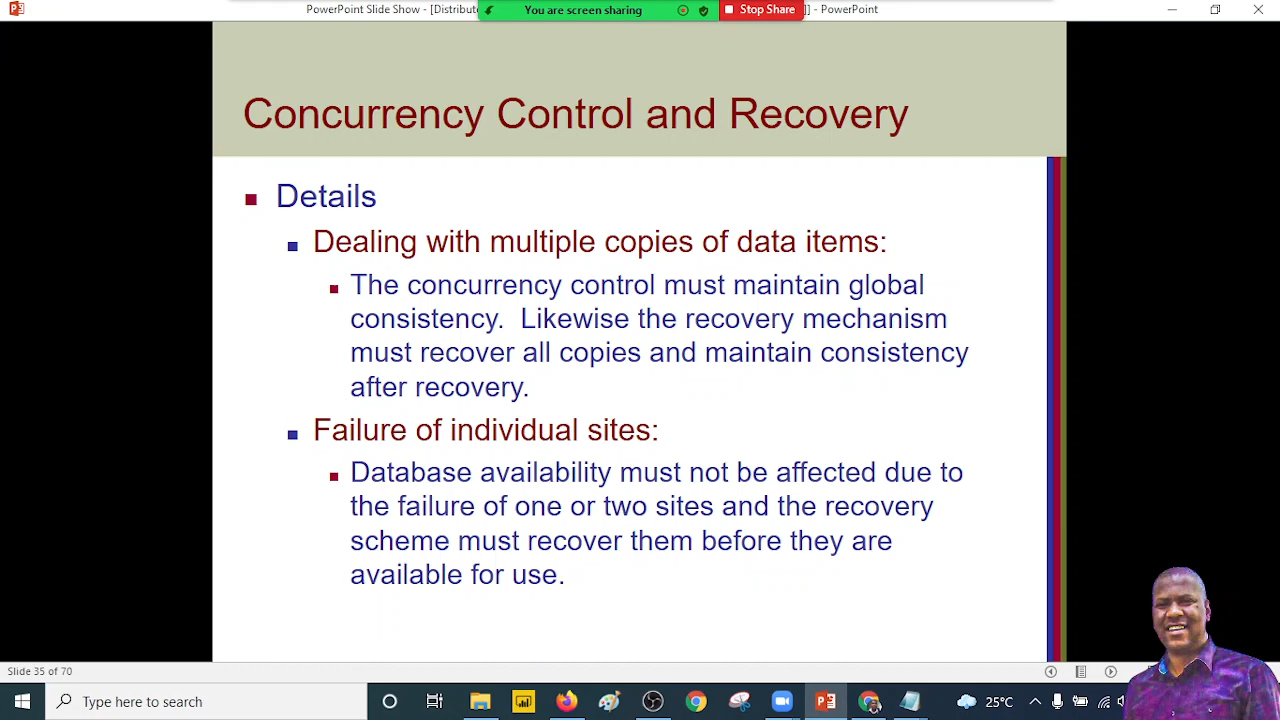 PowerPoint Slide Show - [Distribut
You are screen sharing
Stop Share
]] - PowerPoint
Concurrency Control and Recovery
Details
Dealing with multiple copies of data items:
The concurrency control must maintain global
consistency. Likewise the recovery mechanism
must recover all copies and maintain consistency
after recovery.
Failure of individual sites:
Database availability must not be affected due to
the failure of one or two sites and the recovery
scheme must recover them before they are
available for use.
Slide 35 of 70
Type here to search
25°C